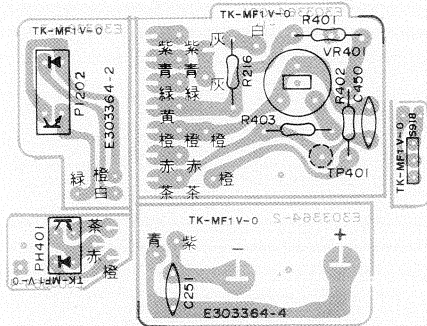 TK-MF1V-0
PI202
E303364-2
緑 橙
白
TK-MF1V-0
紫 紫
青 青
緑 緑
黄
橙 橙 橙
赤 赤
茶 茶
橙
灰
灰
白
R216
R401
VR401
R402
C450
R403
TP401
TK-MF1V-0
S918
PH401
茶
赤
橙
TK-MF1V-0
TK-MF1V-0
E303364-2
青 紫
C251
−
+
E303364-4